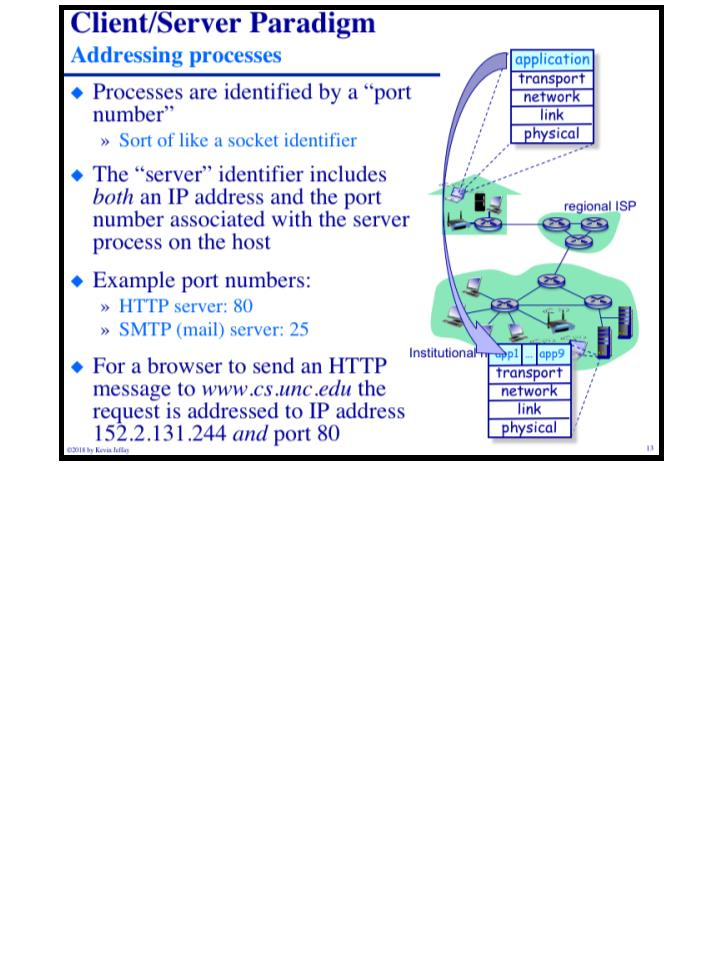 Client/Server Paradigm
Addressing processes
◆ Processes are identified by a “port
number”
» Sort of like a socket identifier
◆ The “server” identifier includes
both an IP address and the port
number associated with the server
process on the host
◆ Example port numbers:
» HTTP server: 80
» SMTP (mail) server: 25
◆ For a browser to send an HTTP
message to www.cs.unc.edu the
request is addressed to IP address
152.2.131.244 and port 80
application
transport
network
link
physical
regional ISP
Institutional
app1 ... app9
transport
network
link
physical
©2018 by Kevin Jeffay
13